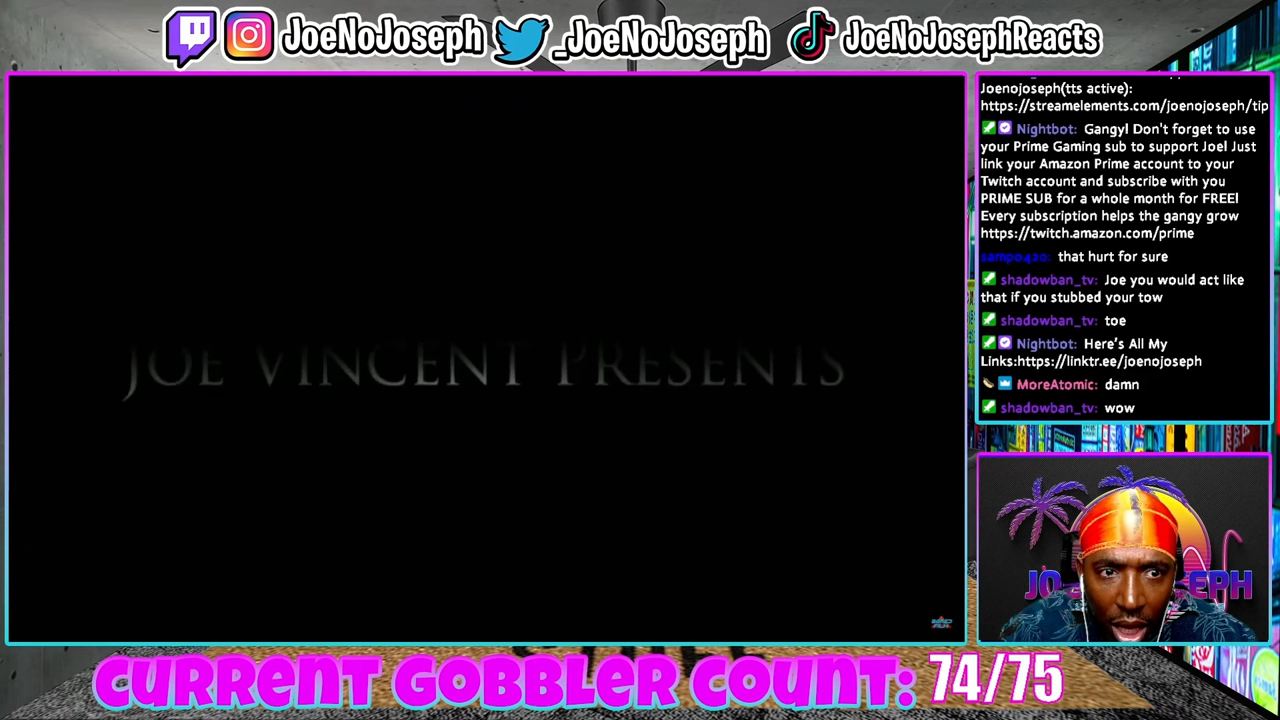 JoeNoJoseph _JoeNoJoseph JoeNoJosephReacts
JOE VINCENT PRESENTS
Joenojoseph(tts active):
https://streamelements.com/joenojoseph/tip
Nightbot: Gangy! Don't forget to use
your Prime Gaming sub to support Joe! Just
link your Amazon Prime account to your
Twitch account and subscribe with you
PRIME SUB for a whole month for FREE!
Every subscription helps the gangy grow
https://twitch.amazon.com/prime
sampo420: that hurt for sure
shadowban_tv: Joe you would act like
that if you stubbed your tow
shadowban_tv: toe
Nightbot: Here's All My
Links:https://linktr.ee/joenojoseph
MoreAtomic: damn
shadowban_tv: wow
JO EPH
CURRENT GOBBLER COUNT: 74/75